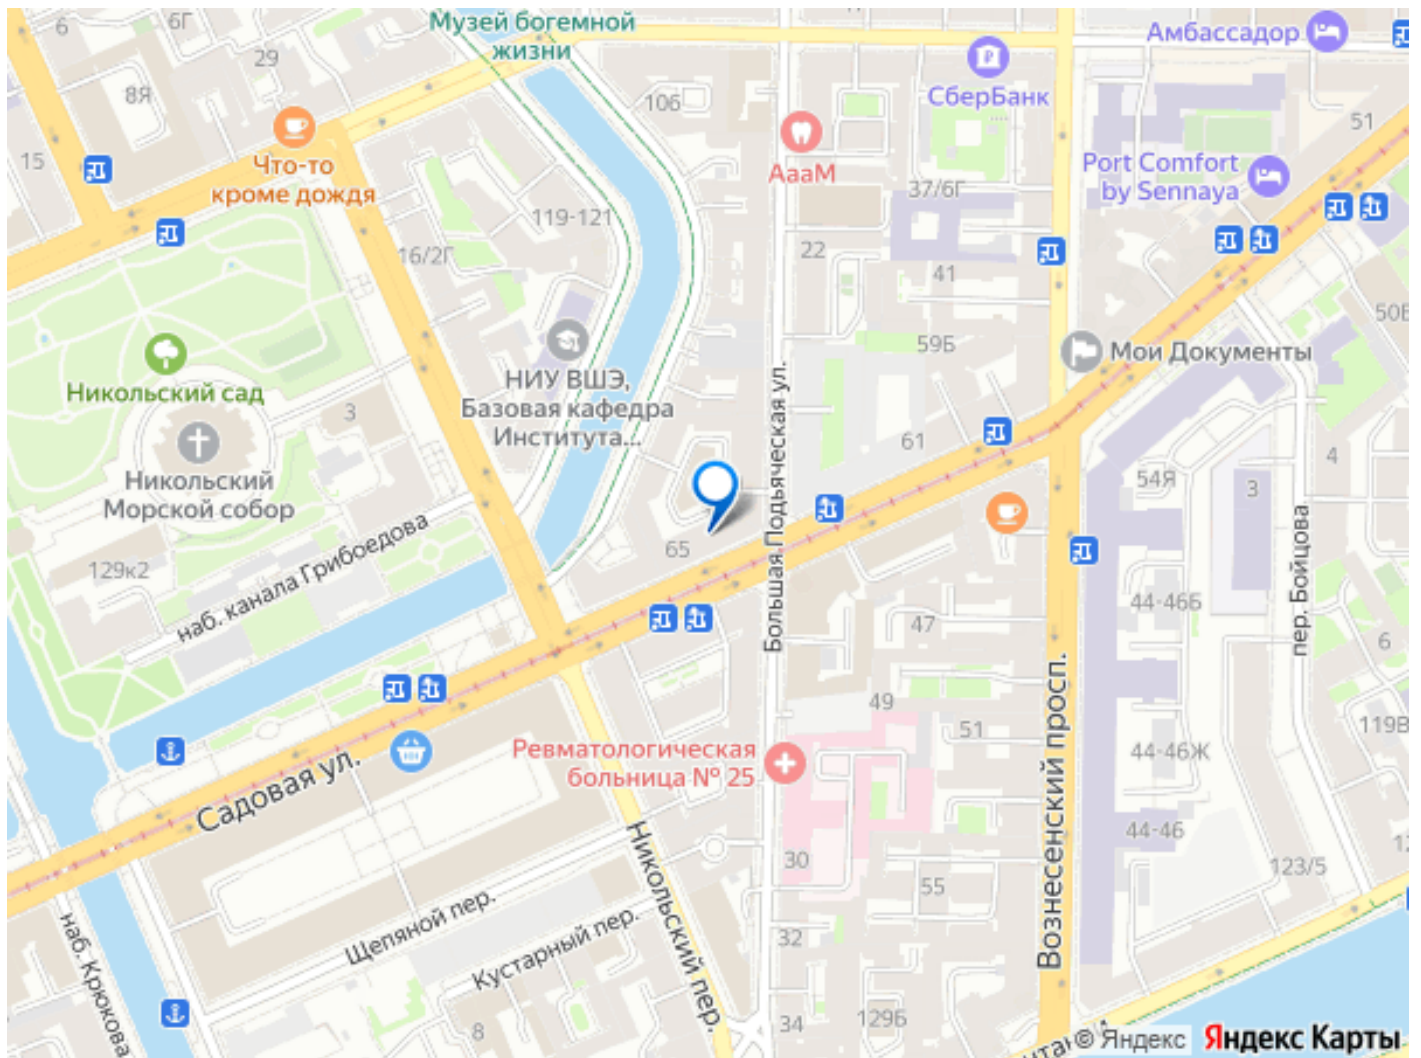 Музей богемной
жизни
6
6Г
29
8Я
15
Что-то
кроме дождя
106
АааМ
СберБанк
Амбассадор
51
Port Comfort
by Sennaya
37/6Г
119-121
16/2Г
22
41
59Б
50Б
Мои Документы
Никольский сад
3
Никольский
Морской собор
НИУ ВШЭ,
Базовая кафедра
Института...
Большая Подьяческая ул.
61
54Я
3
4
65
129к2
наб. канала Грибоедова
44-46Б
пер. Бойцова
6
47
49
51
Вознесенский просп.
119В
44-46Ж
Ревматологическая
больница № 25
Садовая ул.
44-46
30
55
123/5
12
Никольский пер.
Щепяной пер.
Кустарный пер.
наб. Крюкова
32
8
34
129Б
© Яндекс
Яндекс Карты